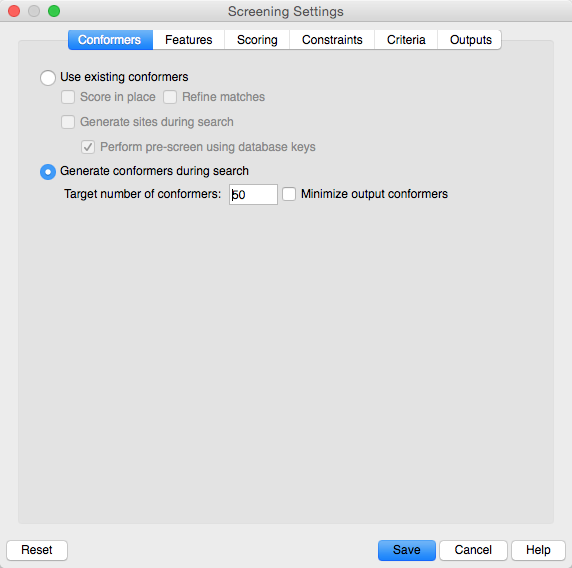 Screening Settings
Conformers Features Scoring Constraints Criteria Outputs
Use existing conformers
Score in place Refine matches
Generate sites during search
Perform pre-screen using database keys
Generate conformers during search
Target number of conformers: 50 Minimize output conformers
Reset Save Cancel Help